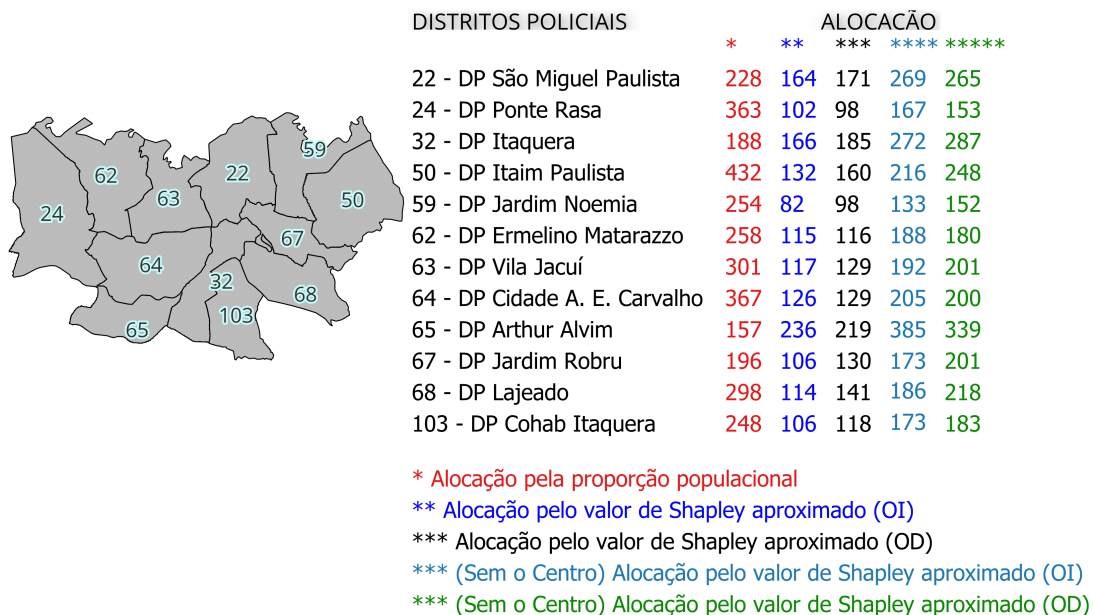 DISTRITOS POLICIAIS ALOCAÇÃO
* ** *** **** *****
22 - DP São Miguel Paulista 228 164 171 269 265
24 - DP Ponte Rasa 363 102 98 167 153
32 - DP Itaquera 188 166 185 272 287
50 - DP Itaim Paulista 432 132 160 216 248
59 - DP Jardim Noemia 254 82 98 133 152
62 - DP Ermelino Matarazzo 258 115 116 188 180
63 - DP Vila Jacuí 301 117 129 192 201
64 - DP Cidade A. E. Carvalho 367 126 129 205 200
65 - DP Arthur Alvim 157 236 219 385 339
67 - DP Jardim Robru 196 106 130 173 201
68 - DP Lajeado 298 114 141 186 218
103 - DP Cohab Itaquera 248 106 118 173 183
* Alocação pela proporção populacional
** Alocação pelo valor de Shapley aproximado (OI)
*** Alocação pelo valor de Shapley aproximado (OD)
*** (Sem o Centro) Alocação pelo valor de Shapley aproximado (OI)
*** (Sem o Centro) Alocação pelo valor de Shapley aproximado (OD)
59
62
22
63
50
24
67
64
32
68
103
65